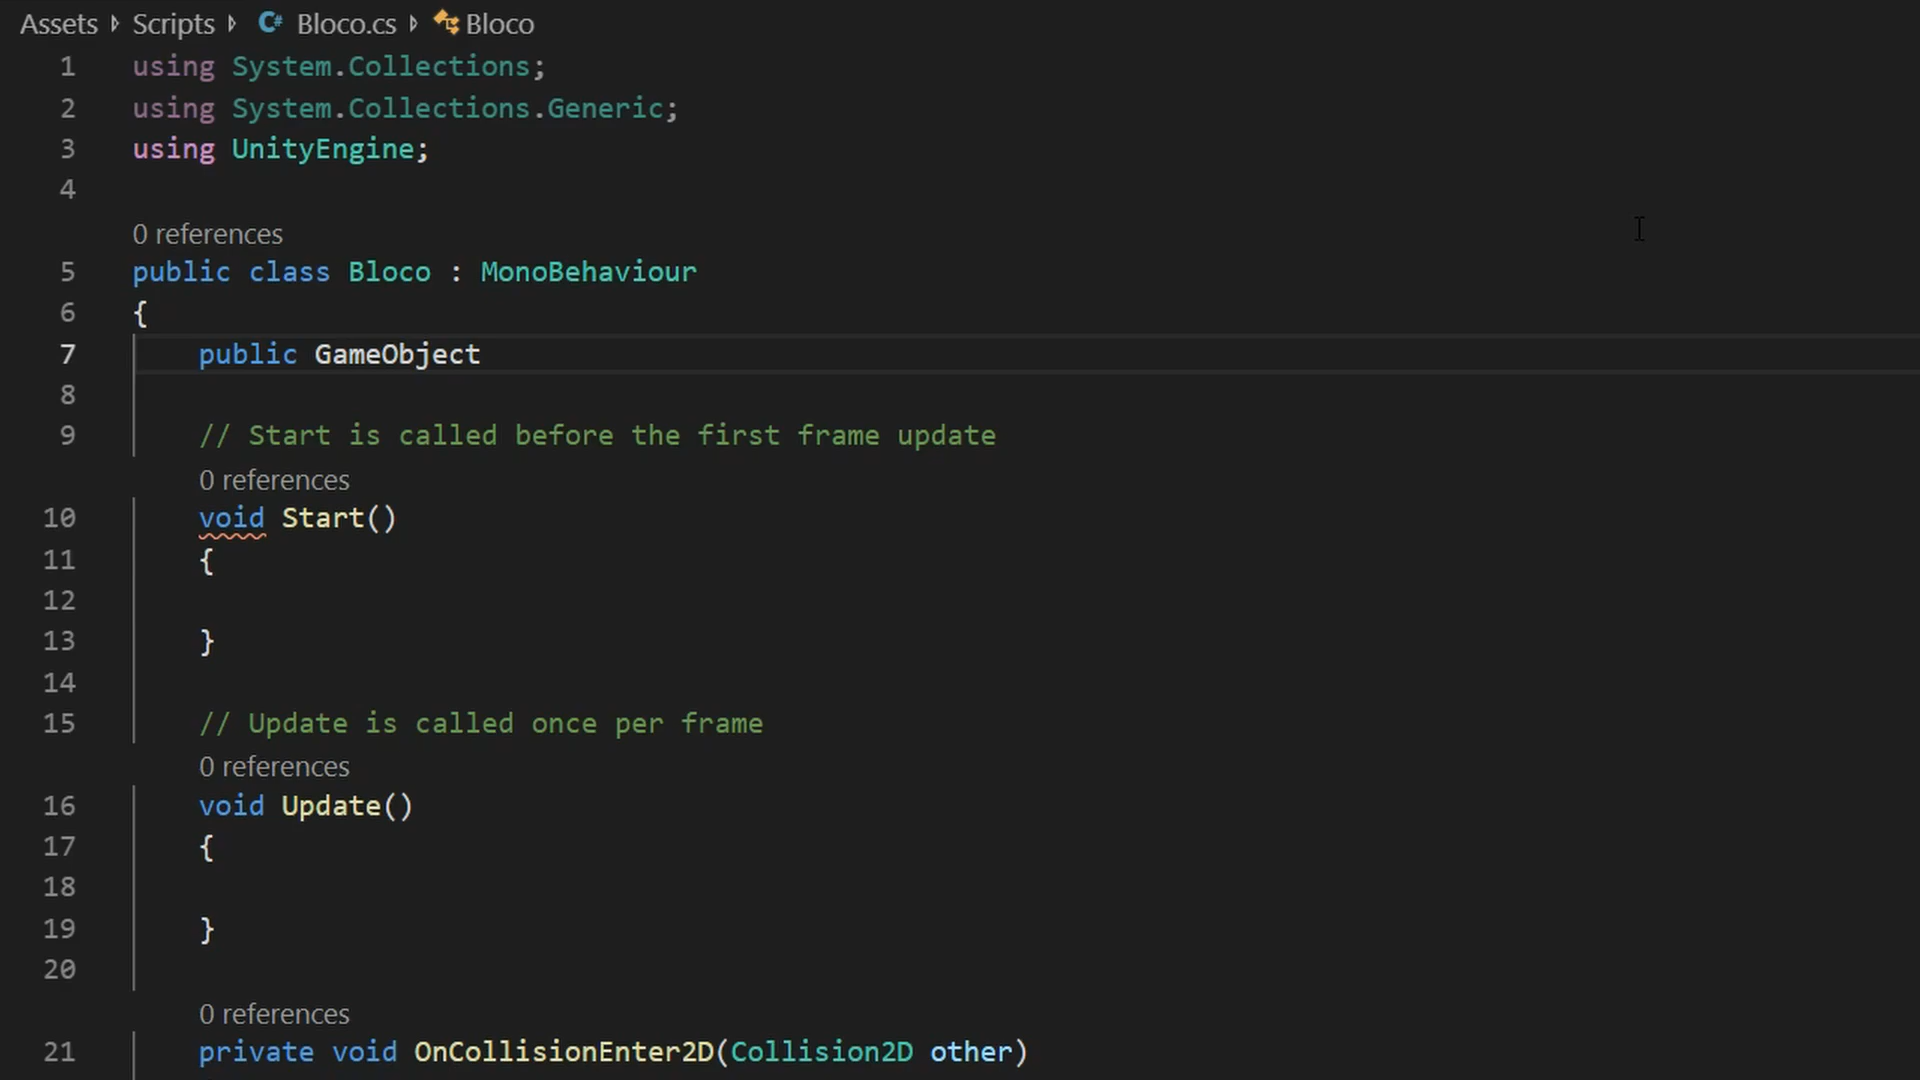 Assets Scripts C# Bloco.cs Bloco
1 using System.Collections;
2 using System.Collections.Generic;
3 using UnityEngine;
4
0 references
5 public class Bloco : MonoBehaviour
6 {
7 public GameObject
8
9 // Start is called before the first frame update
0 references
10 void Start()
11 {
12
13 }
14
15 // Update is called once per frame
0 references
16 void Update()
17 {
18
19 }
20
0 references
21 private void OnCollisionEnter2D(Collision2D other)